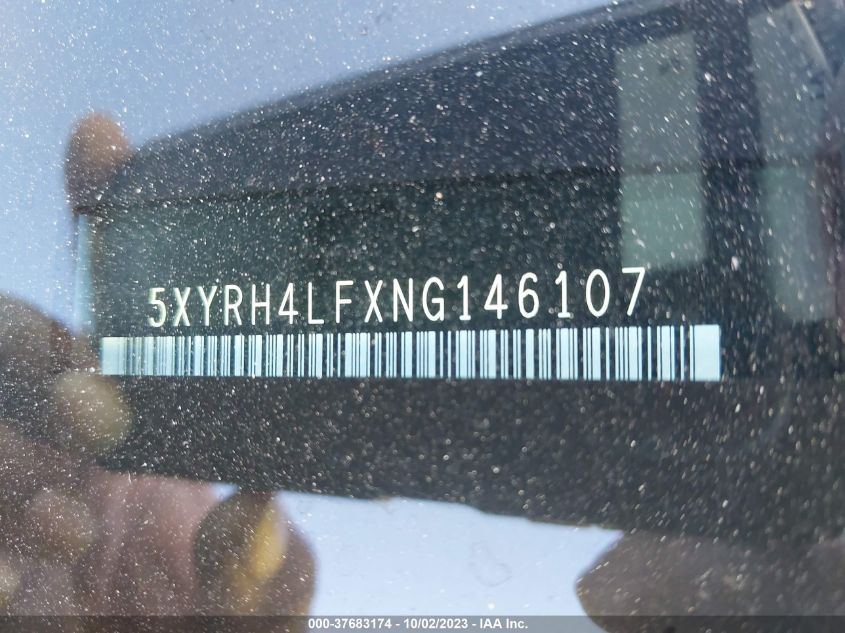 5XYRH4LFXNG146107
000-37683174 - 10/02/2023 - IAA Inc.